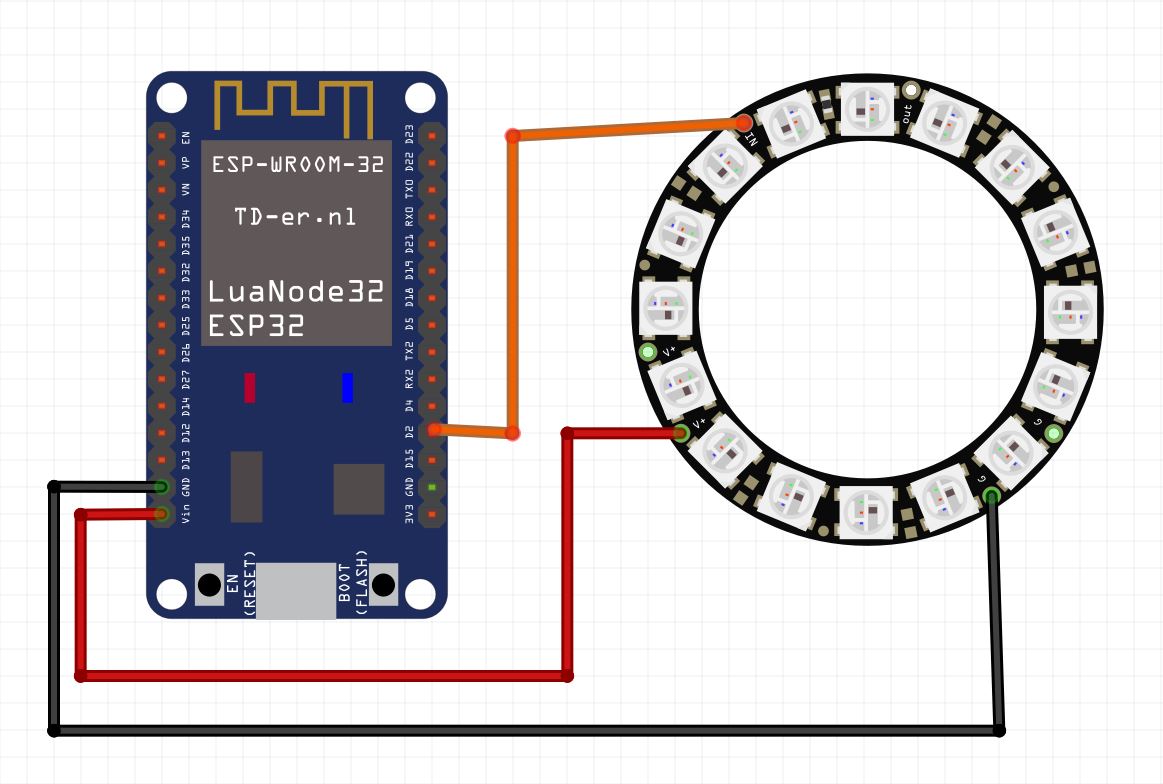 EN
VP
VN
D34
D35
D32
D33
D25
D26
D27
D14
D12
D13
GND
Vin
ESP-WROOM-32
TD-er.nl
LuaNode32
ESP32
D23
D22
TX0
RX0
D21
D19
D18
D5
TX2
RX2
D4
D2
D15
GND
3V3
EN
(RESET)
BOOT
(FLASH)
IN
out
V+
V+
G
G